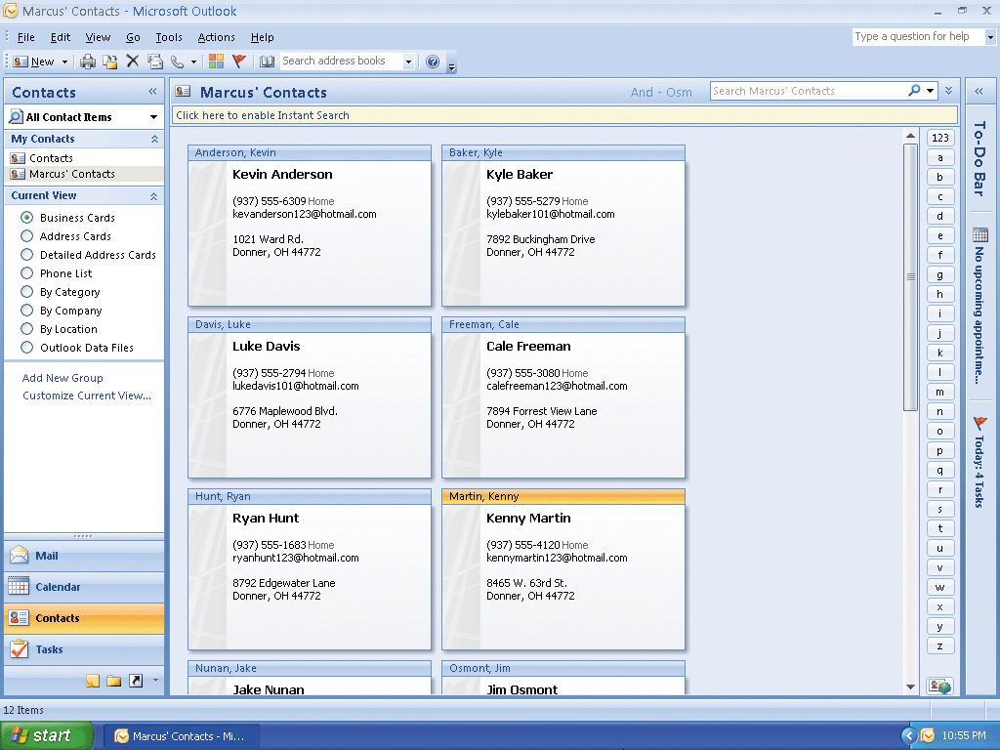 Marcus' Contacts - Microsoft Outlook
File Edit View Go Tools Actions Help
Type a question for help
New
Search address books
Contacts
«
All Contact Items
My Contacts
Contacts
Marcus' Contacts
Current View
Business Cards
Address Cards
Detailed Address Cards
Phone List
By Category
By Company
By Location
Outlook Data Files
Add New Group
Customize Current View...
Mail
Calendar
Contacts
Tasks
Marcus' Contacts
And - Osm
Search Marcus' Contacts
Click here to enable Instant Search
Anderson, Kevin
Kevin Anderson
(937) 555-6309 Home
kevanderson123@hotmail.com
1021 Ward Rd.
Donner, OH 44772
Baker, Kyle
Kyle Baker
(937) 555-5279 Home
kylebaker101@hotmail.com
7892 Buckingham Drive
Donner, OH 44772
Davis, Luke
Luke Davis
(937) 555-2794 Home
lukedavis101@hotmail.com
6776 Maplewood Blvd.
Donner, OH 44772
Freeman, Cale
Cale Freeman
(937) 555-3080 Home
calefreeman123@hotmail.com
7894 Forrest View Lane
Donner, OH 44772
Hunt, Ryan
Ryan Hunt
(937) 555-1683 Home
ryanhunt123@hotmail.com
8792 Edgewater Lane
Donner, OH 44772
Martin, Kenny
Kenny Martin
(937) 555-4120 Home
kennymartin123@hotmail.com
8465 W. 63rd St.
Donner, OH 44772
Nunan, Jake
Jake Nunan
Osmont, Jim
Jim Osmont
123
a
b
c
d
e
f
g
h
i
j
k
l
m
n
o
p
q
r
s
t
u
v
w
x
y
z
«
To-Do Bar
No upcoming appointme...
Today: 4 Tasks
12 Items
start
Marcus' Contacts - Mi...
10:55 PM